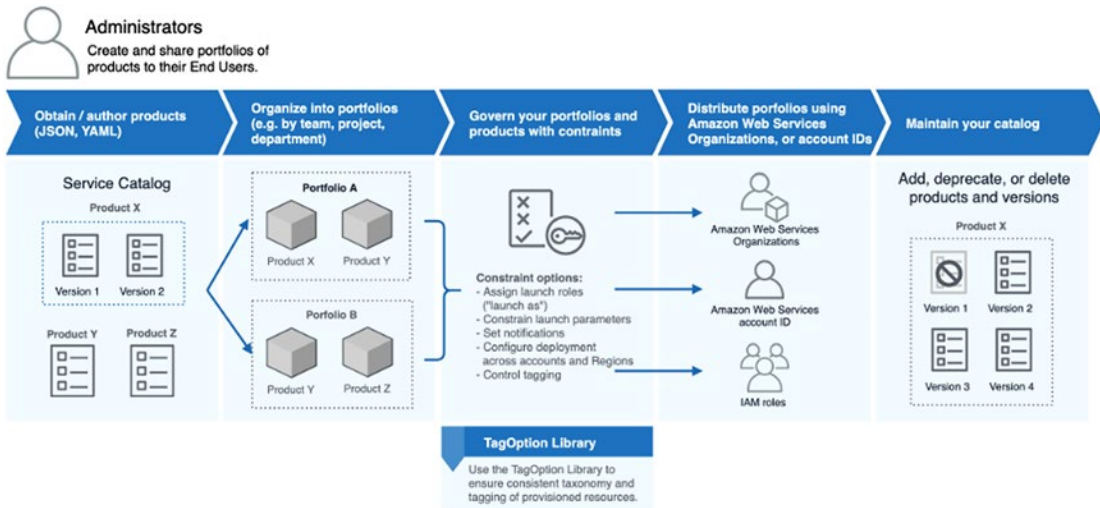 Administrators
Create and share portfolios of
products to their End Users.
Obtain / author products
(JSON, YAML)
Organize into portfolios
(e.g. by team, project,
department)
Govern your portfolios and
products with contraints
Distribute porfolios using
Amazon Web Services
Organizations, or account IDs
Maintain your catalog
Service Catalog
Product X
Version 1
Version 2
Product Y
Product Z
Portfolio A
Product X
Product Y
Porfolio B
Product Y
Product Z
Constraint options:
- Assign launch roles
("launch as")
- Constrain launch parameters
- Set notifications
- Configure deployment
across accounts and Regions
- Control tagging
Amazon Web Services
Organizations
Amazon Web Services
account ID
IAM roles
Add, deprecate, or delete
products and versions
Product X
Version 1
Version 2
Version 3
Version 4
TagOption Library
Use the TagOption Library to
ensure consistent taxonomy and
tagging of provisioned resources.